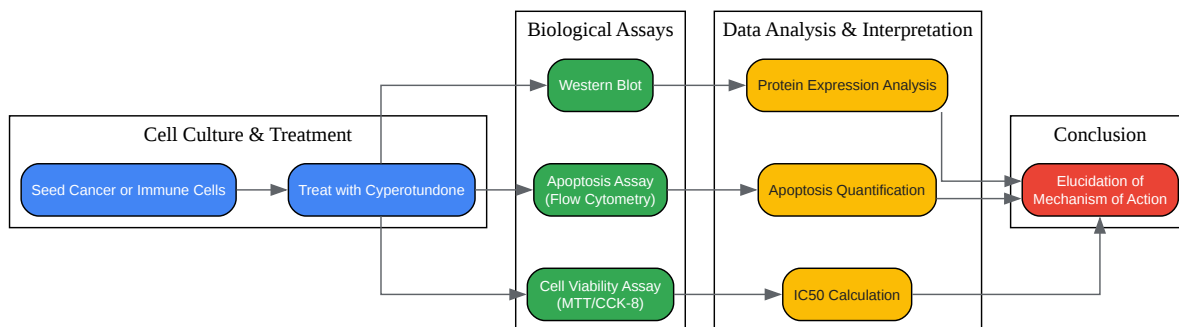 Cell Culture & Treatment
Seed Cancer or Immune Cells
Treat with Cyperotundone
Biological Assays
Western Blot
Apoptosis Assay
(Flow Cytometry)
Cell Viability Assay
(MTT/CCK-8)
Data Analysis & Interpretation
Protein Expression Analysis
Apoptosis Quantification
IC50 Calculation
Conclusion
Elucidation of
Mechanism of Action